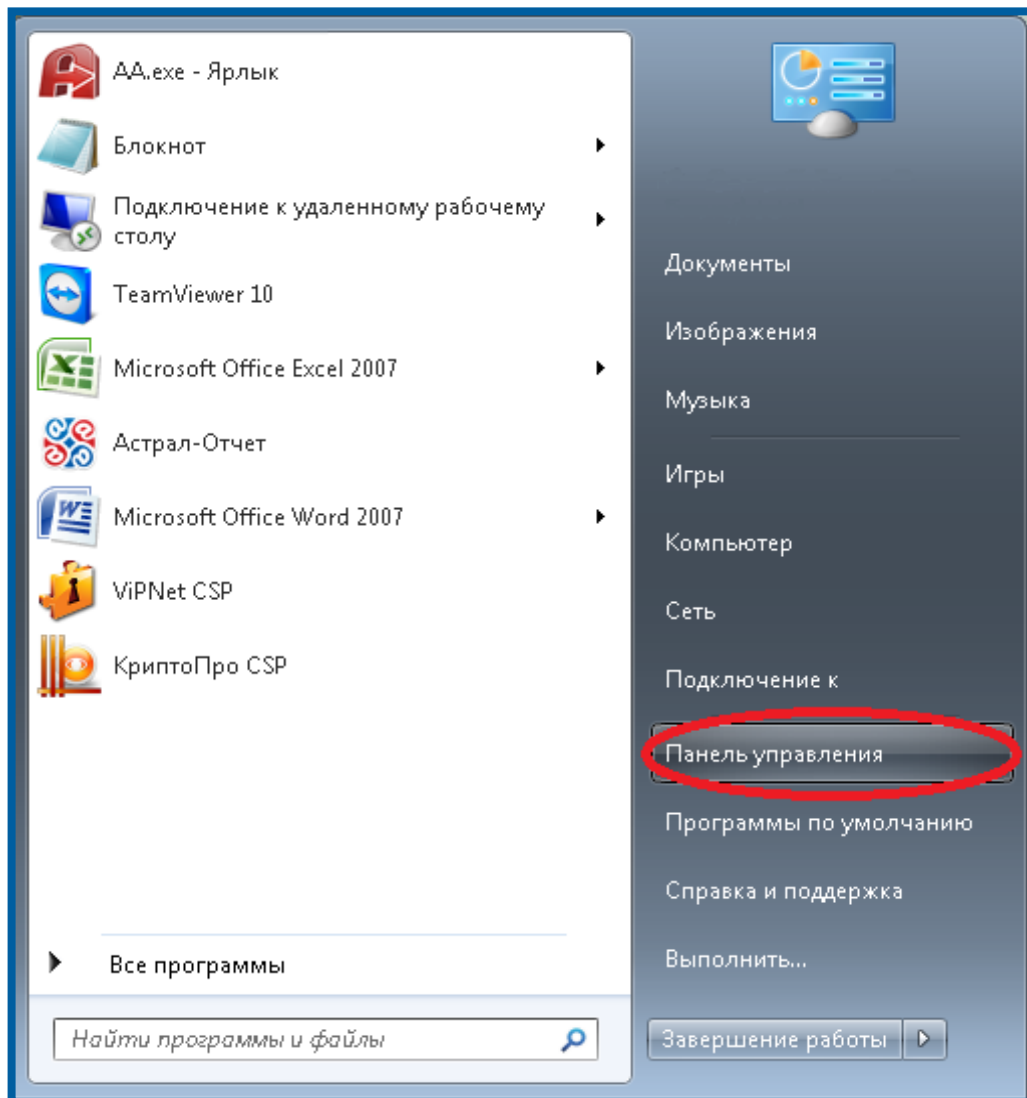 AA.exe - Ярлык
Блокнот
Подключение к удаленному рабочему
столу
TeamViewer 10
Microsoft Office Excel 2007
Астрал-Отчет
Microsoft Office Word 2007
ViPNet CSP
КриптоПро CSP
Все программы
Найти программы и файлы
Документы
Изображения
Музыка
Игры
Компьютер
Сеть
Подключение к
Панель управления
Программы по умолчанию
Справка и поддержка
Выполнить...
Завершение работы